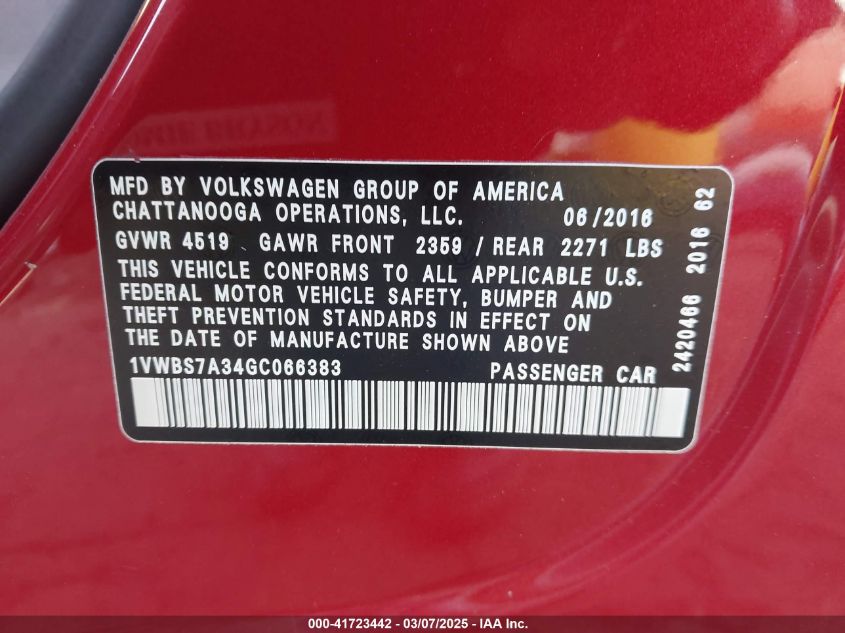 MFD BY VOLKSWAGEN GROUP OF AMERICA
CHATTANOOGA OPERATIONS, LLC. 06/2016
GVWR 4519 GAWR FRONT 2359 / REAR 2271 LBS
THIS VEHICLE CONFORMS TO ALL APPLICABLE U.S.
FEDERAL MOTOR VEHICLE SAFETY, BUMPER AND
THEFT PREVENTION STANDARDS IN EFFECT ON
THE DATE OF MANUFACTURE SHOWN ABOVE
1VWBS7A34GC066383 PASSENGER CAR
2420466 2016 62
000-41723442 - 03/07/2025 - IAA Inc.